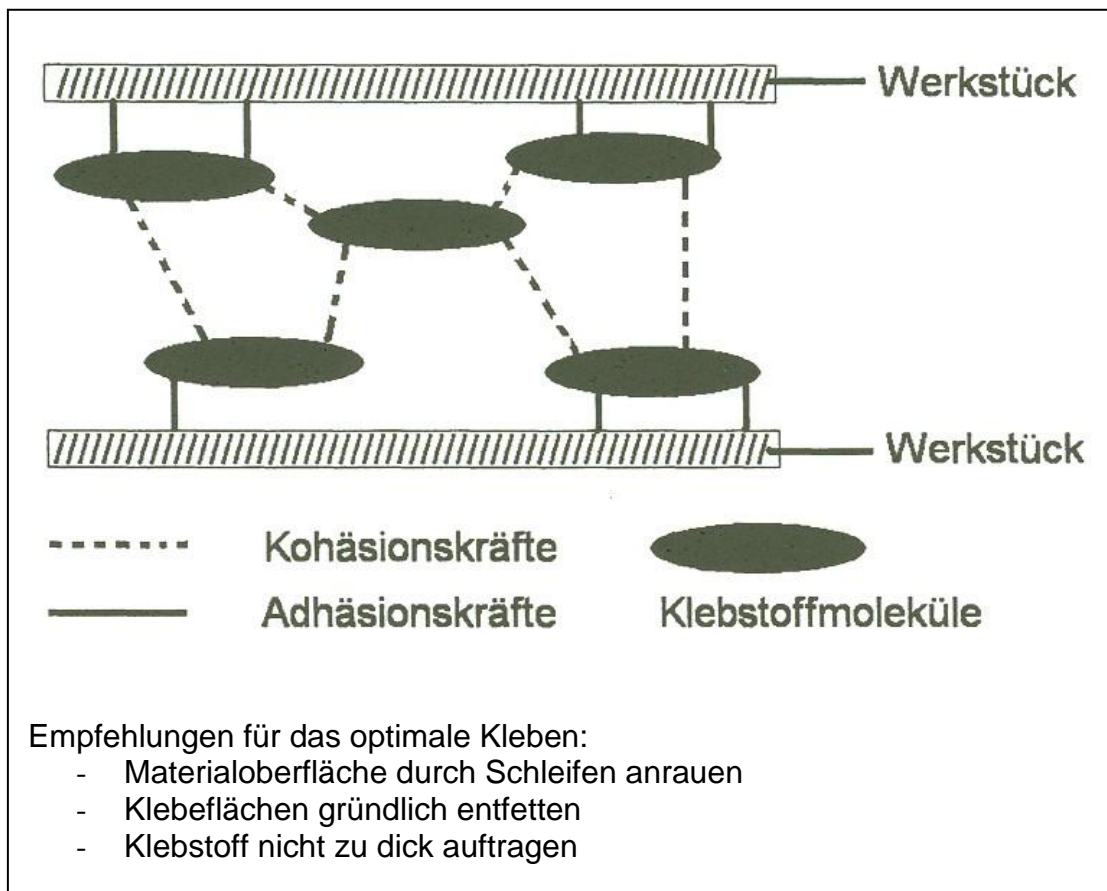 Werkstück
Werkstück
Kohäsionskräfte
Adhäsionskräfte Klebstoffmoleküle
Empfehlungen für das optimale Kleben:
- Materialoberfläche durch Schleifen anrauen
- Klebeflächen gründlich entfetten
- Klebstoff nicht zu dick auftragen